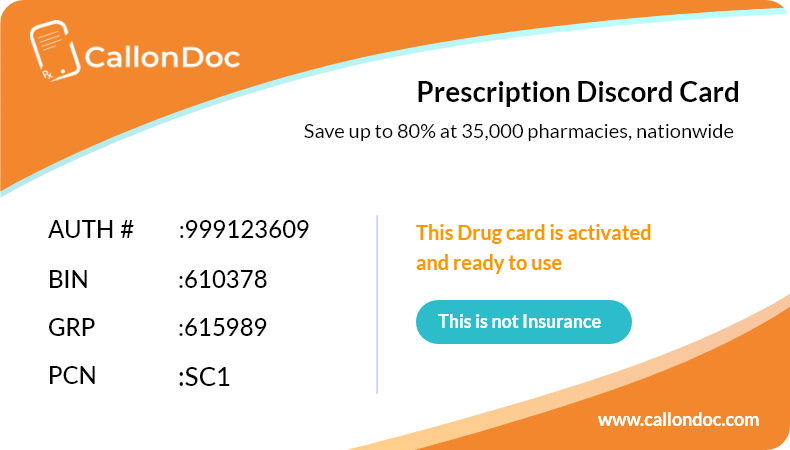 Rx
CallonDoc
Prescription Discord Card
Save up to 80% at 35,000 pharmacies, nationwide
AUTH # :999123609
BIN :610378
GRP :615989
PCN :SC1
This Drug card is activated
and ready to use
This is not Insurance
www.callondoc.com